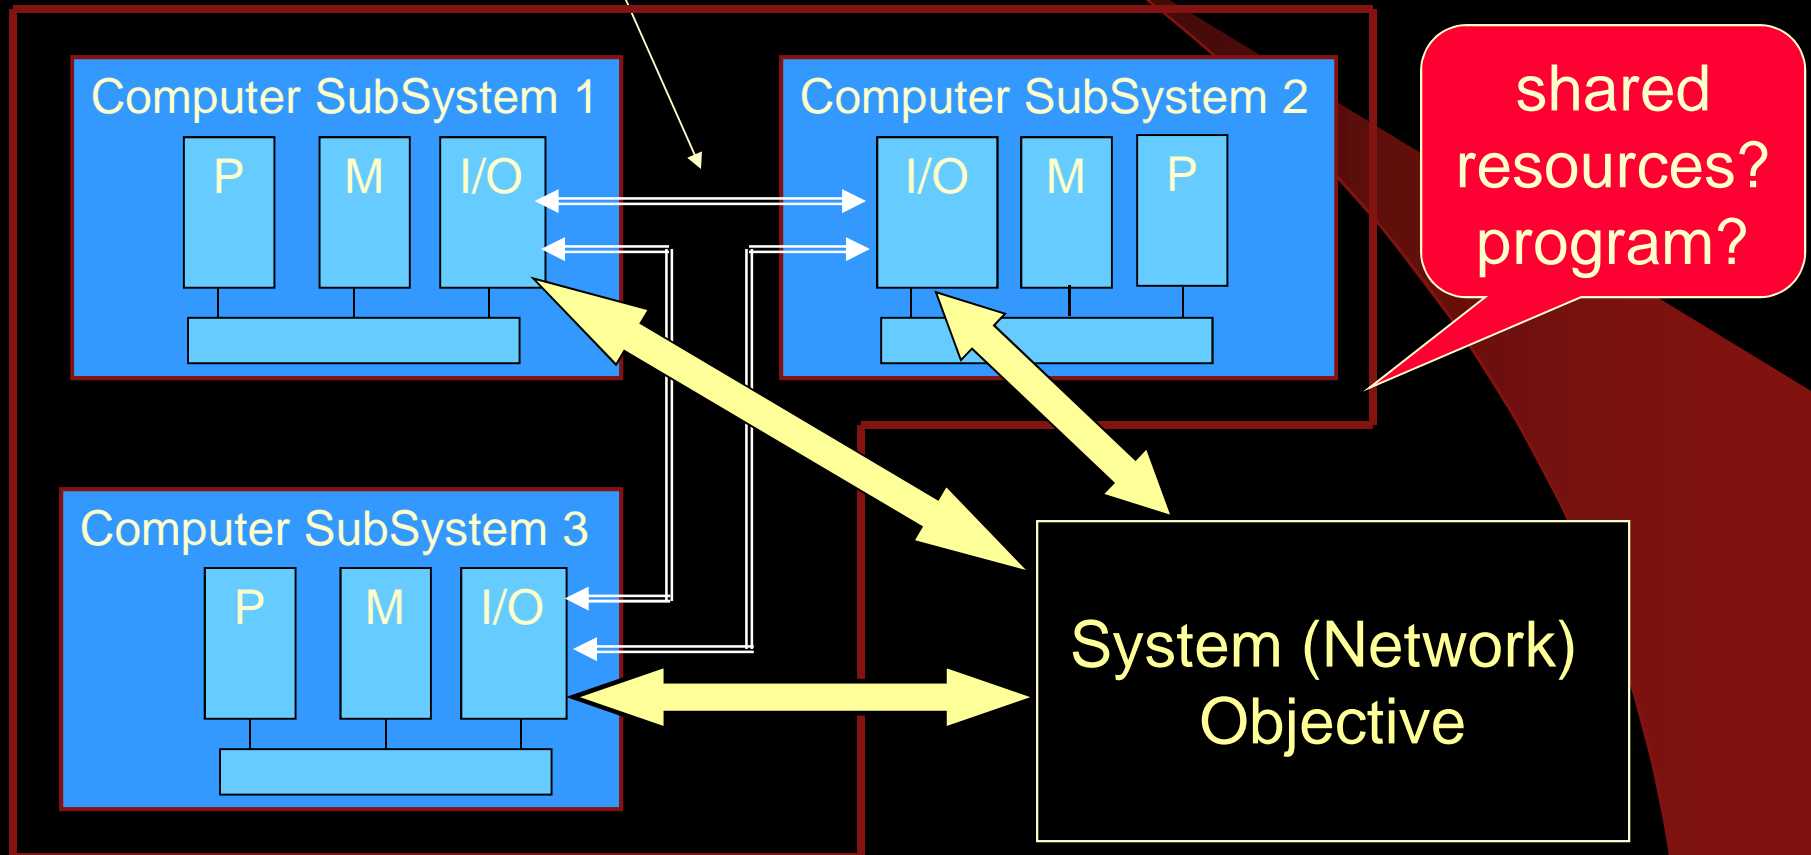 Computer SubSystem 1
P
M
I/O
Computer SubSystem 2
I/O
M
P
shared
resources?
program?
Computer SubSystem 3
P
M
I/O
System (Network)
Objective